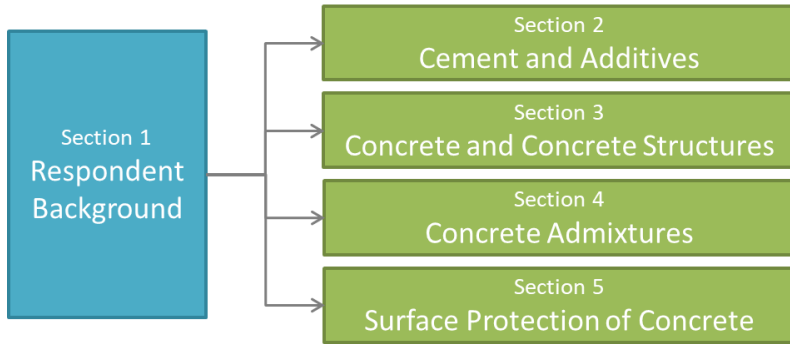 Section 1
Respondent
Background
Section 2
Cement and Additives
Section 3
Concrete and Concrete Structures
Section 4
Concrete Admixtures
Section 5
Surface Protection of Concrete